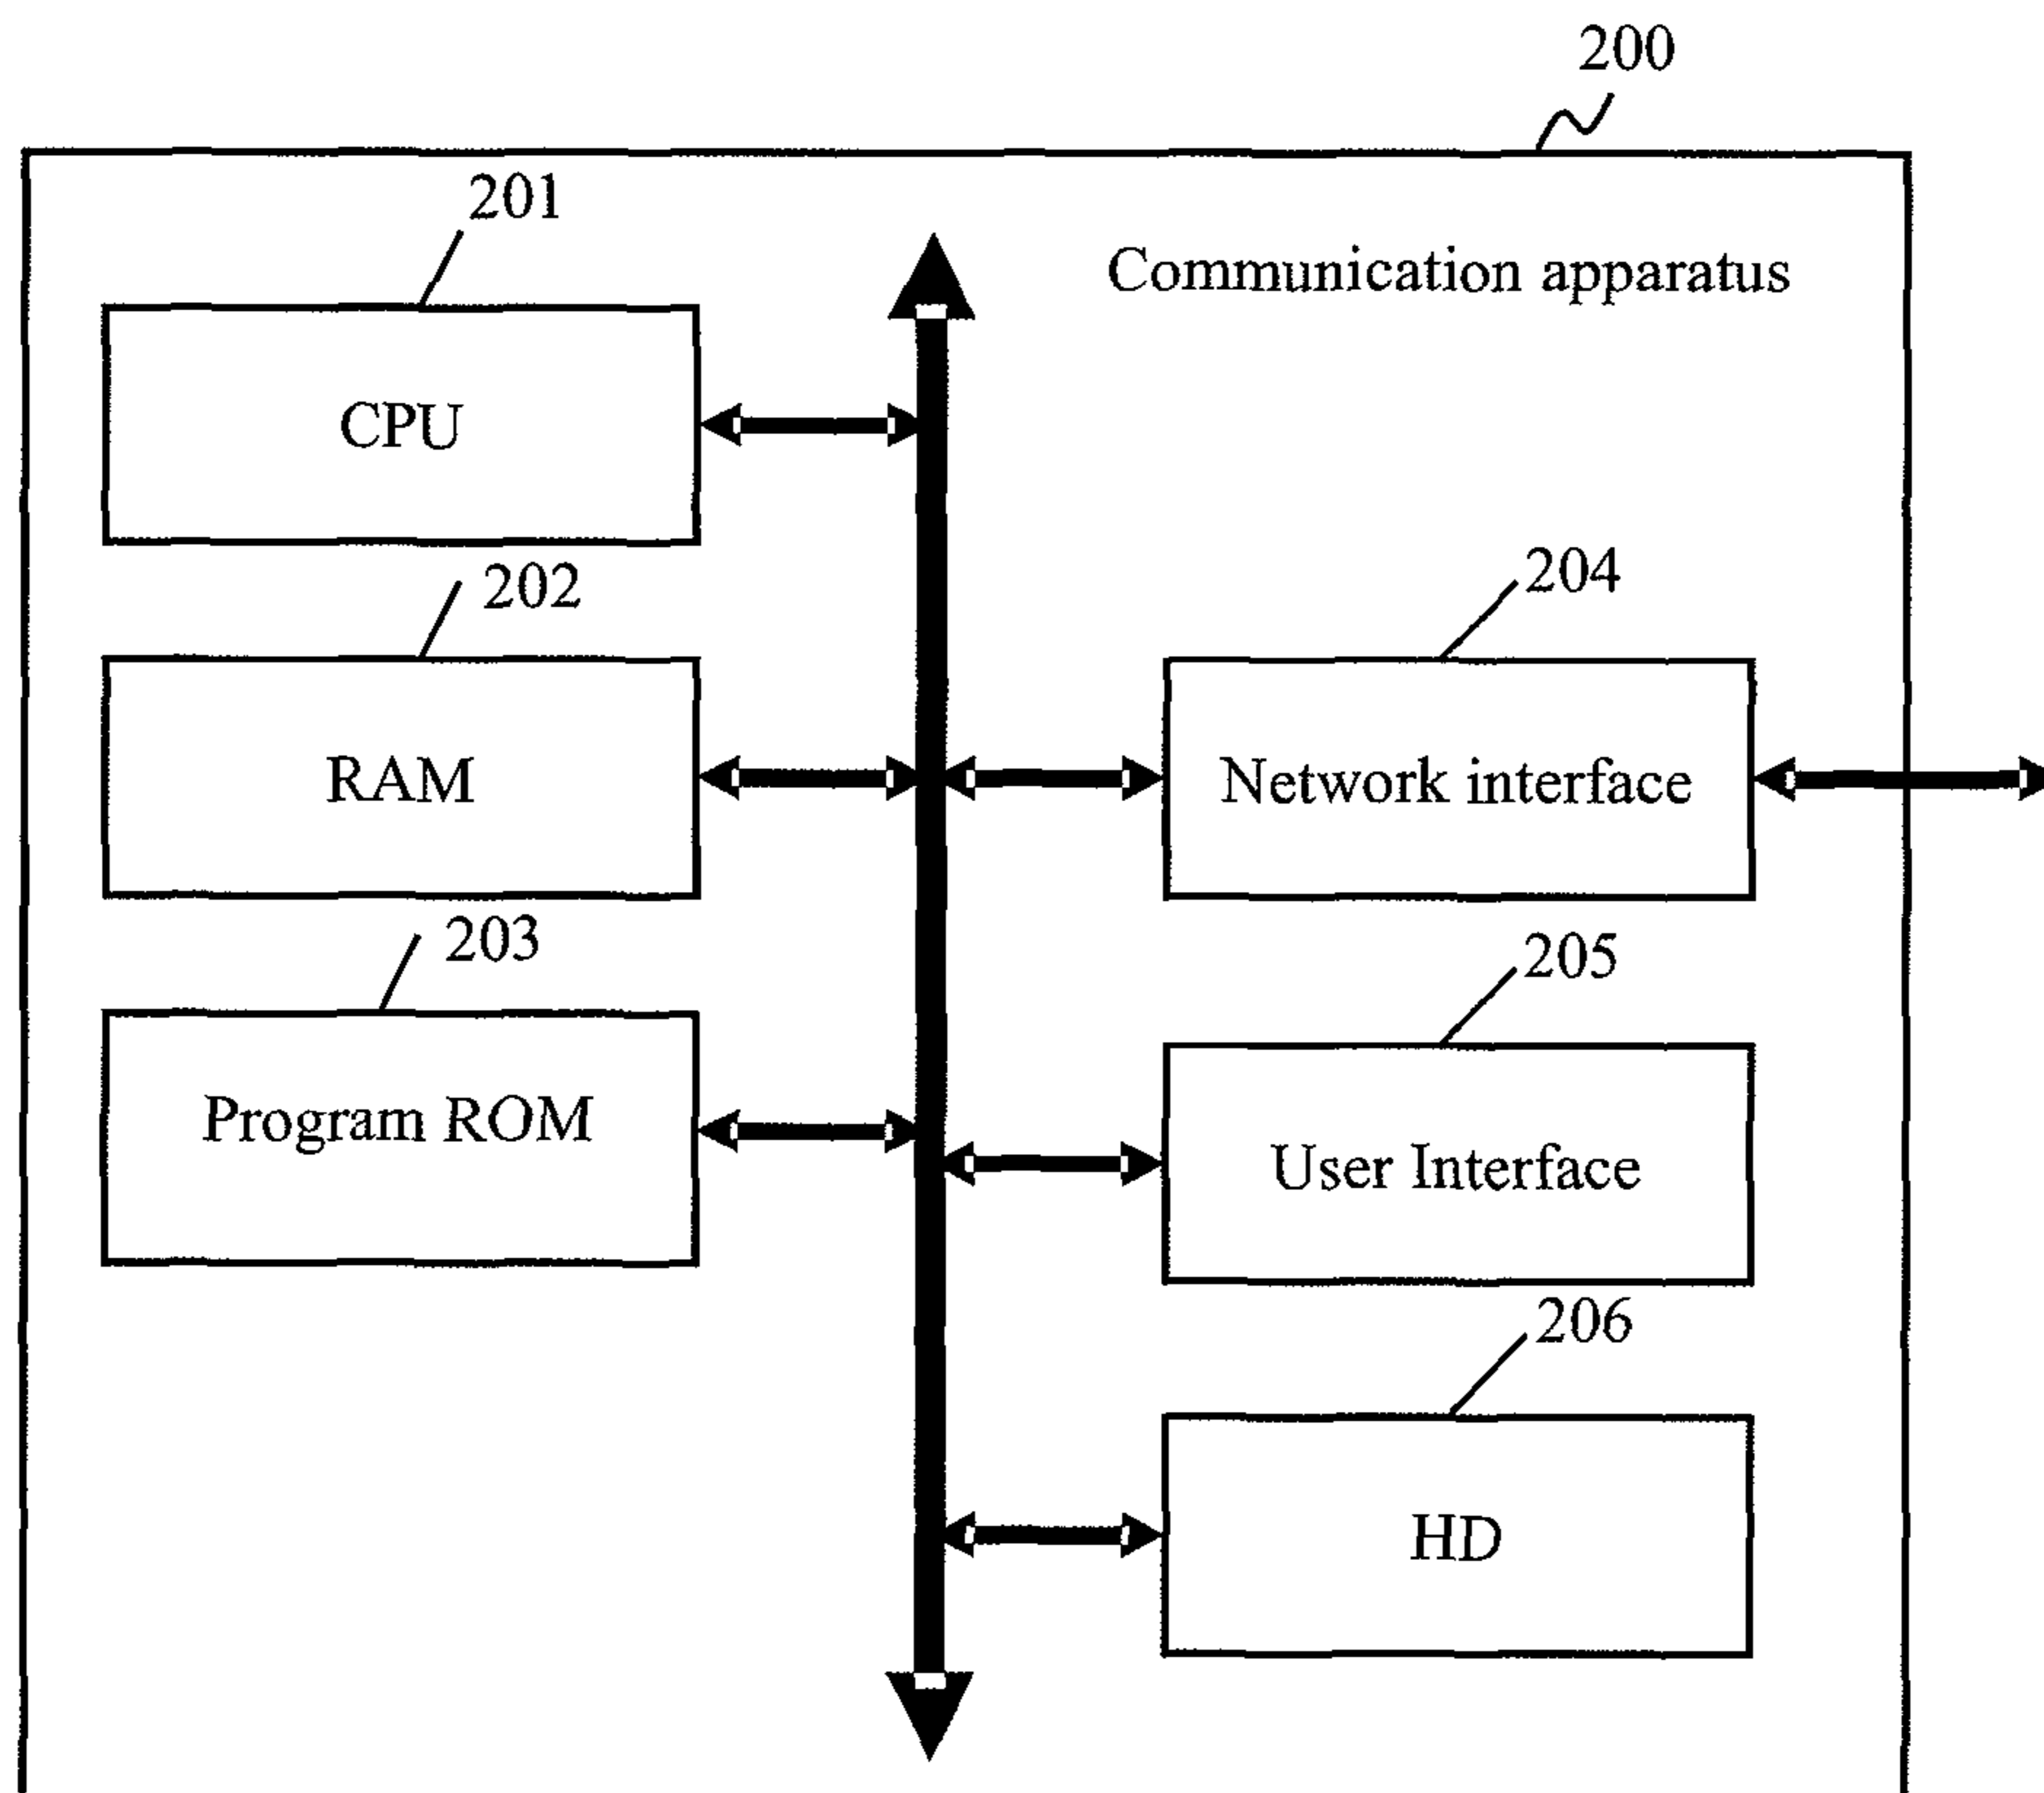 200
201
Communication apparatus
CPU
202
204
RAM
Network interface
203
205
Program ROM
User Interface
206
HD